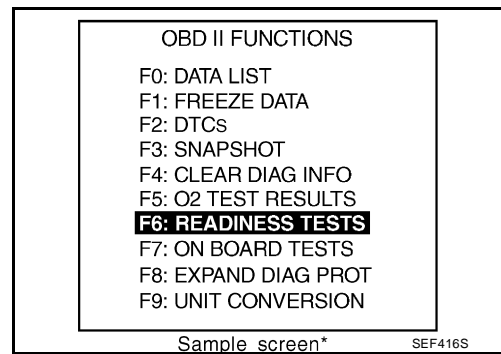 OBD II FUNCTIONS
F0: DATA LIST
F1: FREEZE DATA
F2: DTCs
F3: SNAPSHOT
F4: CLEAR DIAG INFO
F5: O2 TEST RESULTS
F6: READINESS TESTS
F7: ON BOARD TESTS
F8: EXPAND DIAG PROT
F9: UNIT CONVERSION
Sample screen* SEF416S